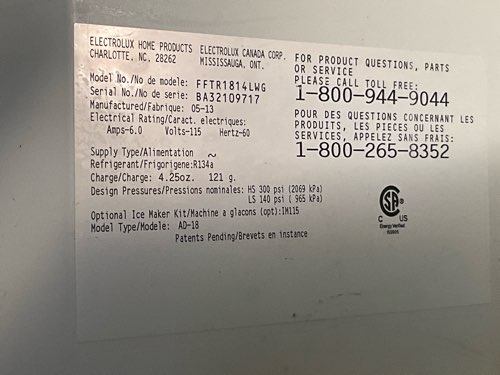 ELECTROLUX HOME PRODUCTS ELECTROLUX CANADA CORP.
CHARLOTTE, NC. 28262 MISSISSAUGA, ONT.
Model No./No de modele: FFTR1814LWG
Serial No./No de serie: BA32109717
Manufactured/Fabrique: 05-13
Electrical Rating/Caract. electriques:
Amps-6.0 Volts-115 Hertz-60
Supply Type/Alimentation ~
Refrigerant/Frigorigene:R134a
Charge/Charge: 4.25oz. 121 g.
Design Pressures/Pressions nominales: HS 300 psi (2069 kPa)
LS 140 psi ( 965 kPa)
Optional Ice Maker Kit/Machine a glacons (opt):IM115
Model Type/Modele: AD-18
Patents Pending/Brevets en instance
FOR PRODUCT QUESTIONS, PARTS
OR SERVICE
PLEASE CALL TOLL FREE:
1-800-944-9044
POUR DES QUESTIONS CONCERNANT LES
PRODUITS, LES PIECES OU LES
SERVICES, APPELEZ SANS FRAIS:
1-800-265-8352
SA ®
C US
Energy Verified